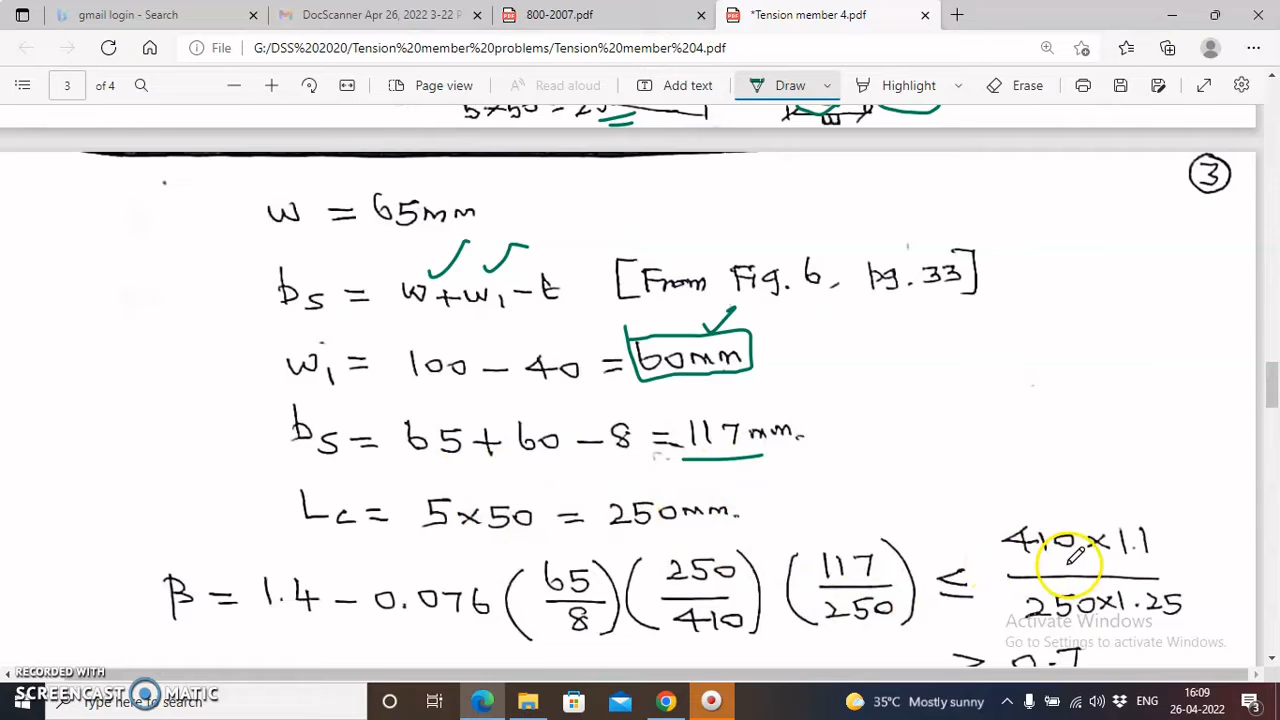 gmail login - Search
DocScanner Apr 26, 2022 3-22 P
800-2007.pdf
*Tension member 4.pdf
File
G:/DSS%202020/Tension%20member%20problems/Tension%20member%204.pdf
3 of 4
Page view
Read aloud
Add text
Draw
Highlight
Erase
3
w = 65mm
bs = w+w1-t [From Fig. 6, pg. 33]
w1 = 100 - 40 = 60mm
bs = 65 + 60 - 8 = 117mm.
Lc = 5×50 = 250mm.
β = 1.4 - 0.076 (65/8) (250/410) (117/250) ≤ 410×1.1/250×1.25
≥ 0.7
Activate Windows
Go to Settings to activate Windows.
RECORDED WITH
SCREENCAST MATIC
Type here to search
35°C Mostly sunny
ENG
16:09
26-04-2022
3